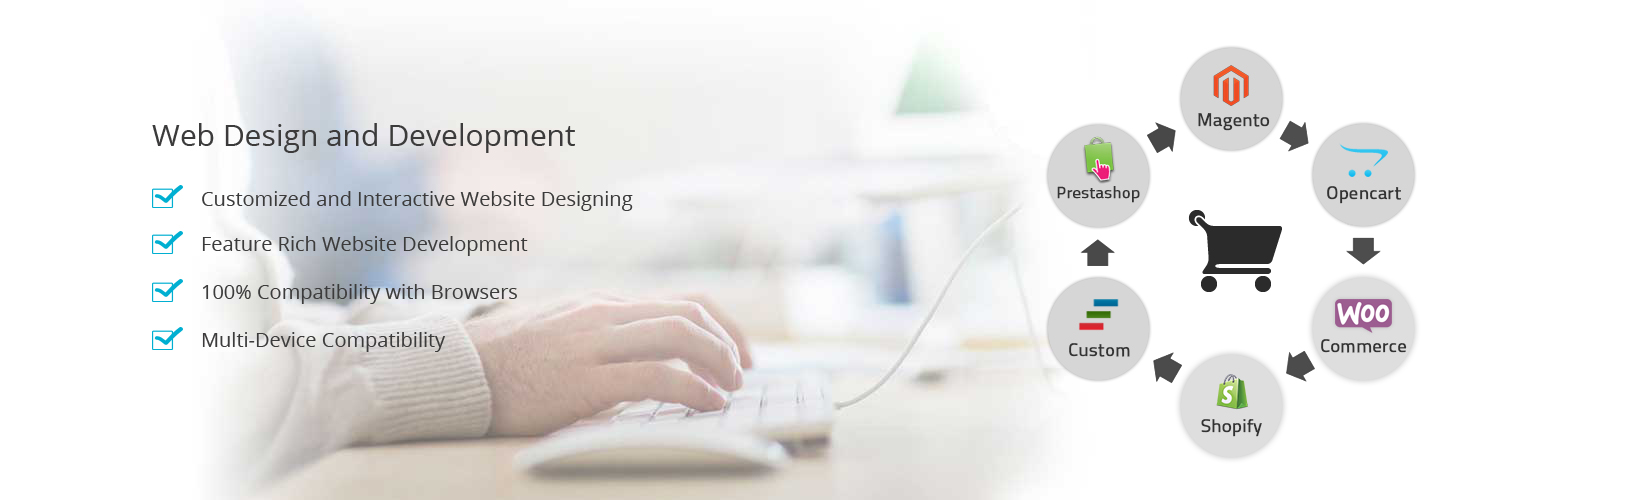 Web Design and Development
Customized and Interactive Website Designing
Feature Rich Website Development
100% Compatibility with Browsers
Multi-Device Compatibility
Magento
Opencart
WOO
Commerce
Shopify
Custom
Prestashop